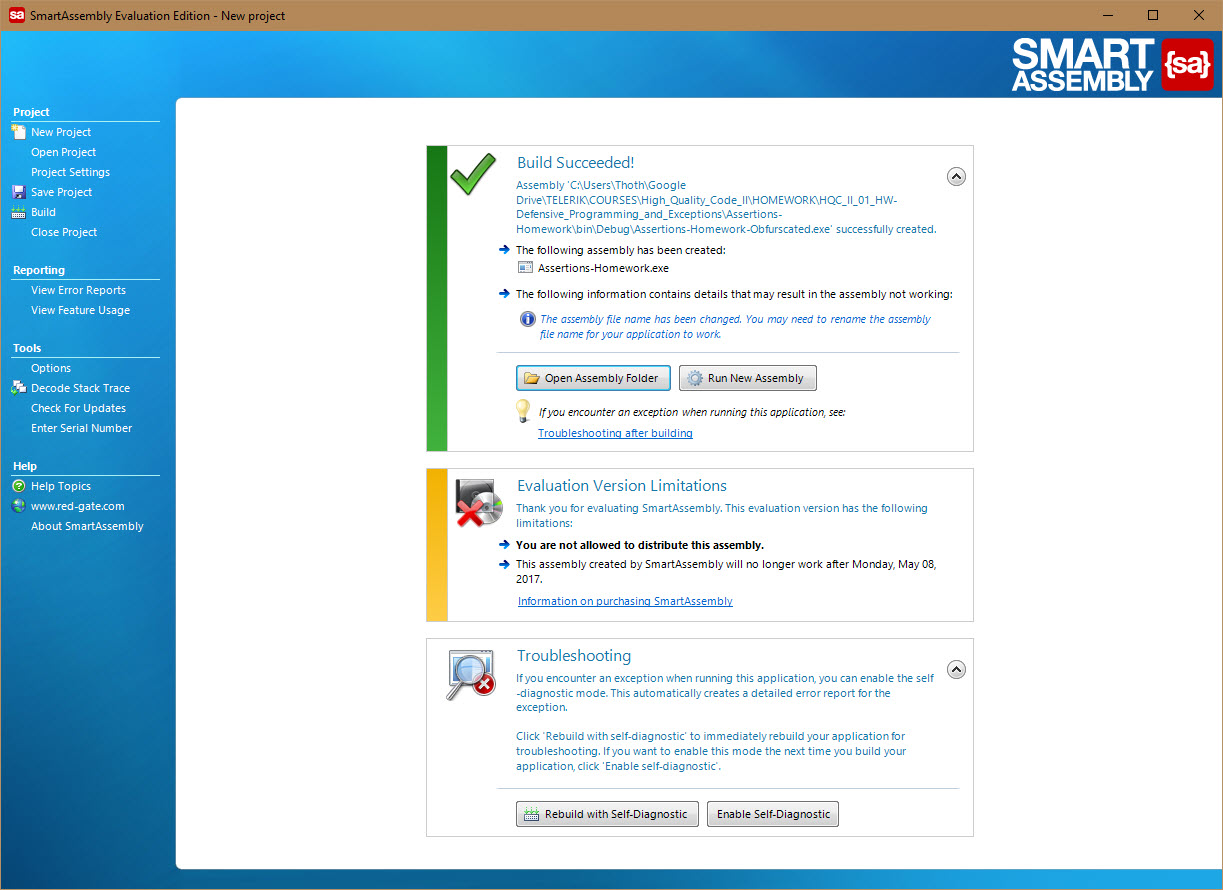 SmartAssembly Evaluation Edition - New project
SMART
ASSEMBLY
{sa}
Project
New Project
Open Project
Project Settings
Save Project
Build
Close Project
Reporting
View Error Reports
View Feature Usage
Tools
Options
Decode Stack Trace
Check For Updates
Enter Serial Number
Help
Help Topics
www.red-gate.com
About SmartAssembly
Build Succeeded!
Assembly 'C:\Users\Thoth\Google
Drive\TELERIK\COURSES\High_Quality_Code_II\HOMEWORK\HQC_II_01_HW-
Defensive_Programming_and_Exceptions\Assertions-
Homework\bin\Debug\Assertions-Homework-Obfurscated.exe' successfully created.
The following assembly has been created:
Assertions-Homework.exe
The following information contains details that may result in the assembly not working:
The assembly file name has been changed. You may need to rename the assembly
file name for your application to work.
Open Assembly Folder
Run New Assembly
If you encounter an exception when running this application, see:
Troubleshooting after building
Evaluation Version Limitations
Thank you for evaluating SmartAssembly. This evaluation version has the following
limitations:
You are not allowed to distribute this assembly.
This assembly created by SmartAssembly will no longer work after Monday, May 08,
2017.
Information on purchasing SmartAssembly
Troubleshooting
If you encounter an exception when running this application, you can enable the self
-diagnostic mode. This automatically creates a detailed error report for the
exception.
Click 'Rebuild with self-diagnostic' to immediately rebuild your application for
troubleshooting. If you want to enable this mode the next time you build your
application, click 'Enable self-diagnostic'.
Rebuild with Self-Diagnostic
Enable Self-Diagnostic